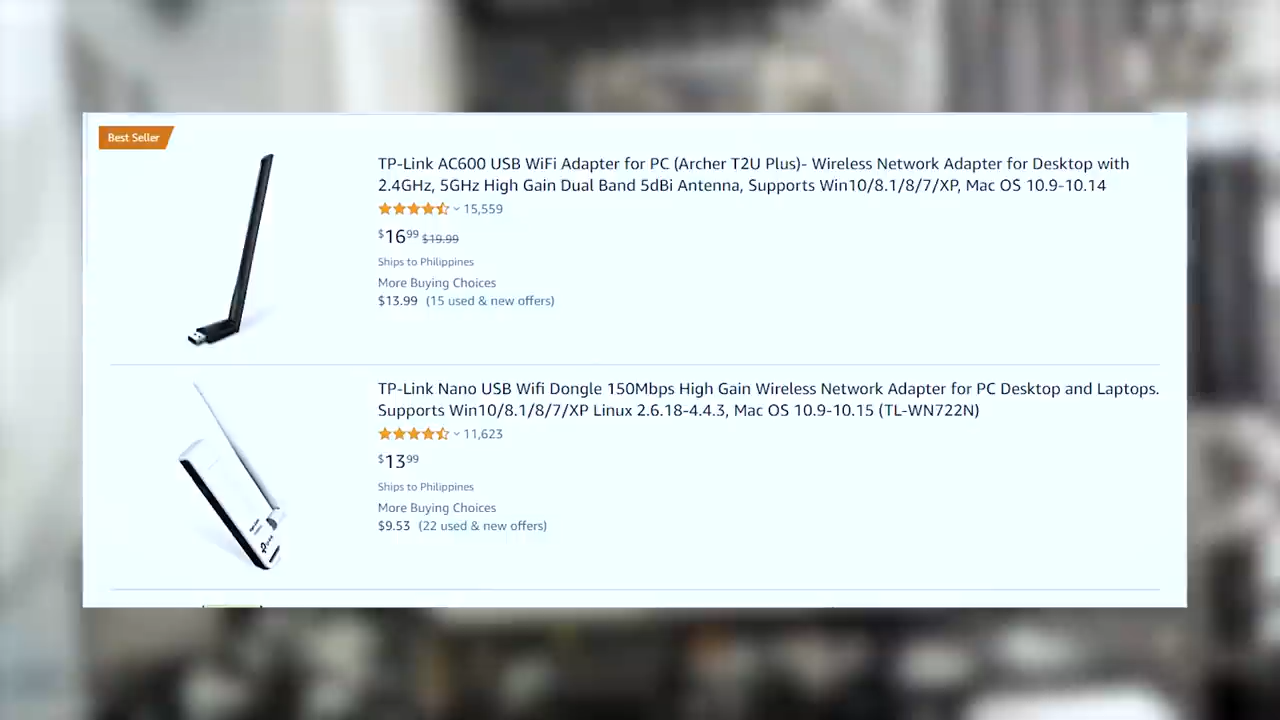 Best Seller
TP-Link AC600 USB WiFi Adapter for PC (Archer T2U Plus)- Wireless Network Adapter for Desktop with
2.4GHz, 5GHz High Gain Dual Band 5dBi Antenna, Supports Win10/8.1/8/7/XP, Mac OS 10.9-10.14
15,559
$16.99 $19.99
Ships to Philippines
More Buying Choices
$13.99 (15 used & new offers)
TP-Link Nano USB Wifi Dongle 150Mbps High Gain Wireless Network Adapter for PC Desktop and Laptops.
Supports Win10/8.1/8/7/XP Linux 2.6.18-4.4.3, Mac OS 10.9-10.15 (TL-WN722N)
11,623
$13.99
Ships to Philippines
More Buying Choices
$9.53 (22 used & new offers)